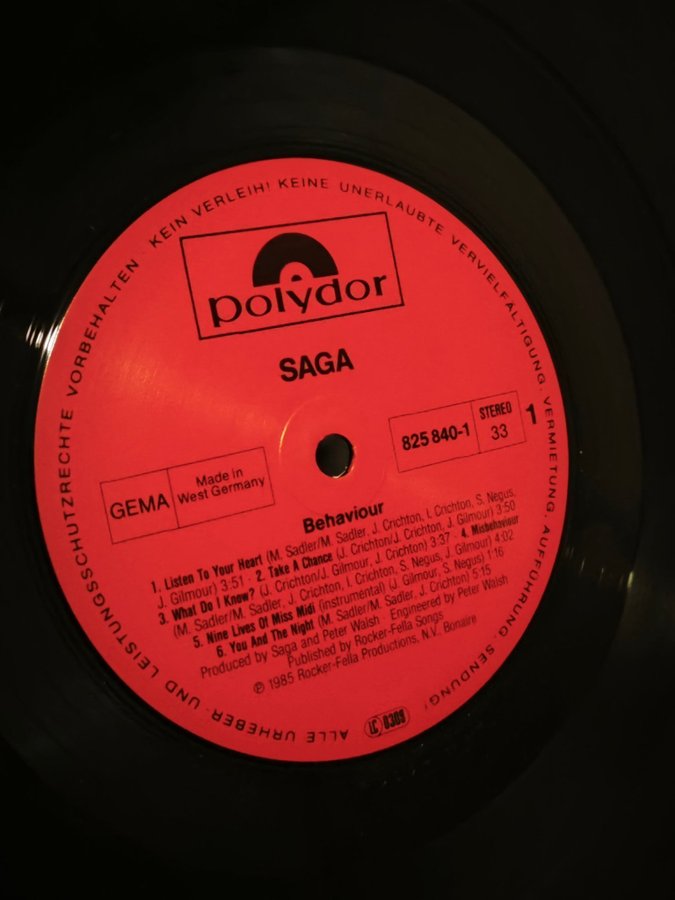 ALLE URHEBER- UND LEISTUNGSSCHUTZRECHTE VORBEHALTEN · KEIN VERLEIH! KEINE UNERLAUBTE VERVIELFÄLTIGUNG · VERMIETUNG · AUFFÜHRUNG · SENDUNG!
polydor
SAGA
825 840-1
STEREO
33
1
GEMA
Made in
West Germany
Behaviour
1. Listen To Your Heart (M. Sadler/M. Sadler, J. Crichton, I. Crichton, S. Negus,
J. Gilmour) 3:51 · 2. Take A Chance (J. Crichton/J. Crichton, J. Gilmour) 3:50
3. What Do I Know? (J. Crichton/J. Gilmour, J. Crichton) 3:37 · 4. Misbehaviour
(M. Sadler/M. Sadler, J. Crichton, I. Crichton, S. Negus, J. Gilmour) 4:02
5. Nine Lives Of Miss Midi (instrumental) (J. Gilmour, S. Negus) 1:16
6. You And The Night (M. Sadler/M. Sadler, J. Crichton) 5:15
Produced by Saga and Peter Walsh · Engineered by Peter Walsh
Published by Rocker-Fella Songs
℗ 1985 Rocker-Fella Productions, N.V., Bonaire
LC 0309